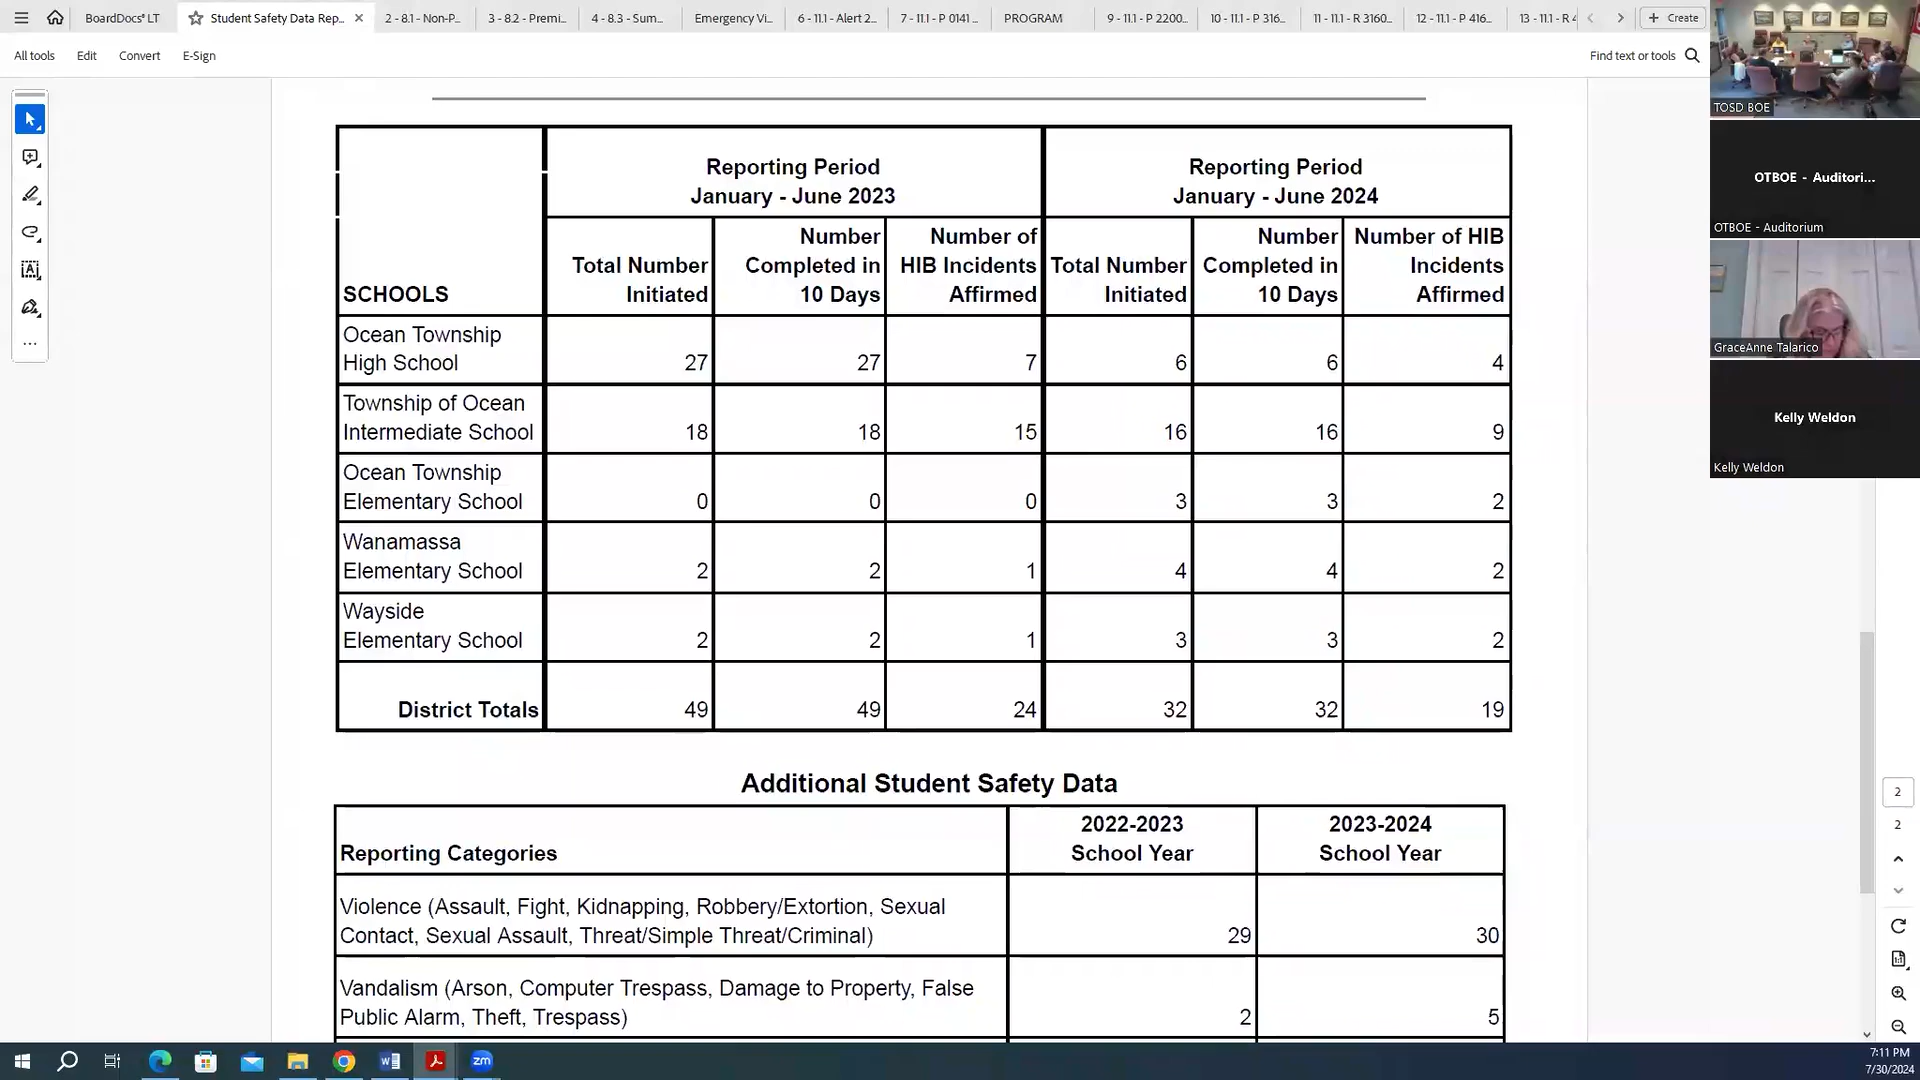 BoardDocs® LT
Student Safety Data Rep...
2 - 8.1 - Non-P...
3 - 8.2 - Premi...
4 - 8.3 - Sum...
Emergency Vi...
6 - 11.1 - Alert 2...
7 - 11.1 - P 0141 ...
PROGRAM
9 - 11.1 - P 2200...
10 - 11.1 - P 316...
11 - 11.1 - R 3160...
12 - 11.1 - P 416...
13 - 11.1 - R 4
Create
All tools
Edit
Convert
E-Sign
Find text or tools
TOSD BOE
OTBOE - Auditori...
OTBOE - Auditorium
GraceAnne Talarico
Kelly Weldon
Kelly Weldon
Reporting Period
January - June 2023
Reporting Period
January - June 2024
SCHOOLS
Total Number
Initiated
Number
Completed in
10 Days
Number of
HIB Incidents
Affirmed
Total Number
Initiated
Number
Completed in
10 Days
Number of HIB
Incidents
Affirmed
Ocean Township
High School
27
27
7
6
6
4
Township of Ocean
Intermediate School
18
18
15
16
16
9
Ocean Township
Elementary School
0
0
0
3
3
2
Wanamassa
Elementary School
2
2
1
4
4
2
Wayside
Elementary School
2
2
1
3
3
2
District Totals
49
49
24
32
32
19
Additional Student Safety Data
Reporting Categories
2022-2023
School Year
2023-2024
School Year
Violence (Assault, Fight, Kidnapping, Robbery/Extortion, Sexual
Contact, Sexual Assault, Threat/Simple Threat/Criminal)
29
30
Vandalism (Arson, Computer Trespass, Damage to Property, False
Public Alarm, Theft, Trespass)
2
5
2
2
zm
7:11 PM
7/30/2024